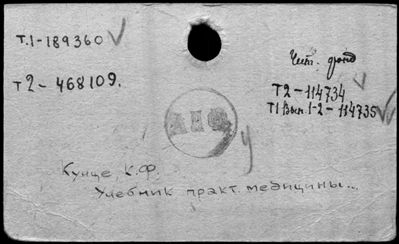 Т.1-189360
Т2-468109.
Чит. фонд
Т2-114734
Т1 Вып. 1-2-114735
Кунце, К.Ф.
Учебник практ. медицины...